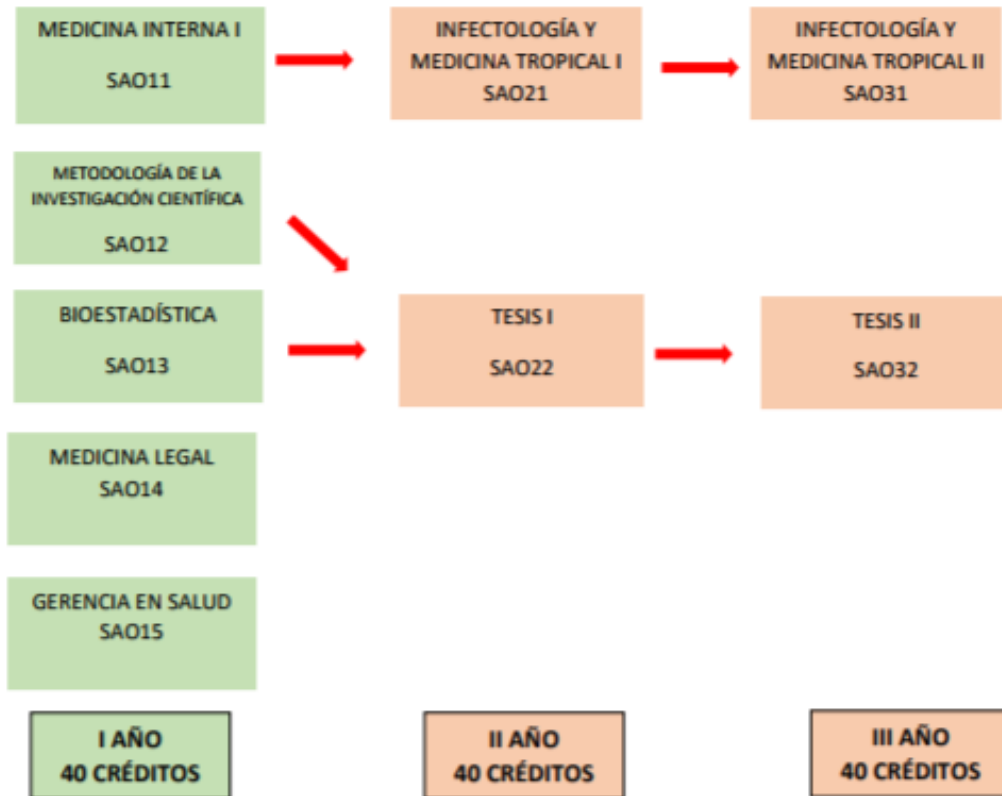 MEDICINA INTERNA I
SAO11
INFECTOLOGÍA Y
MEDICINA TROPICAL I
SAO21
INFECTOLOGÍA Y
MEDICINA TROPICAL II
SAO31
METODOLOGÍA DE LA
INVESTIGACIÓN CIENTÍFICA
SAO12
BIOESTADÍSTICA
SAO13
TESIS I
SAO22
TESIS II
SAO32
MEDICINA LEGAL
SAO14
GERENCIA EN SALUD
SAO15
I AÑO
40 CRÉDITOS
II AÑO
40 CRÉDITOS
III AÑO
40 CRÉDITOS